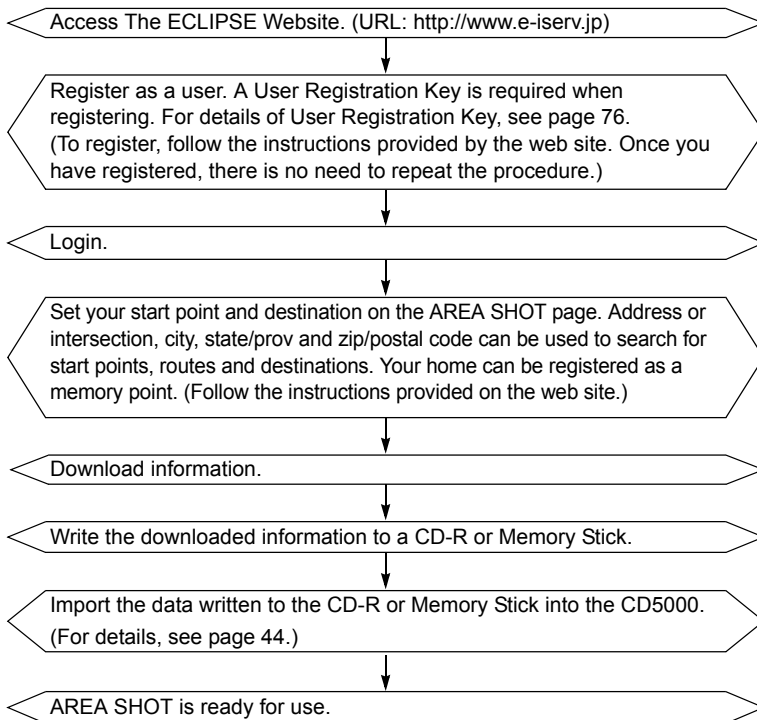 Access The ECLIPSE Website. (URL: http://www.e-iserv.jp)
Register as a user. A User Registration Key is required when
registering. For details of User Registration Key, see page 76.
(To register, follow the instructions provided by the web site. Once you
have registered, there is no need to repeat the procedure.)
Login.
Set your start point and destination on the AREA SHOT page. Address or
intersection, city, state/prov and zip/postal code can be used to search for
start points, routes and destinations. Your home can be registered as a
memory point. (Follow the instructions provided on the web site.)
Download information.
Write the downloaded information to a CD-R or Memory Stick.
Import the data written to the CD-R or Memory Stick into the CD5000.
(For details, see page 44.)
AREA SHOT is ready for use.